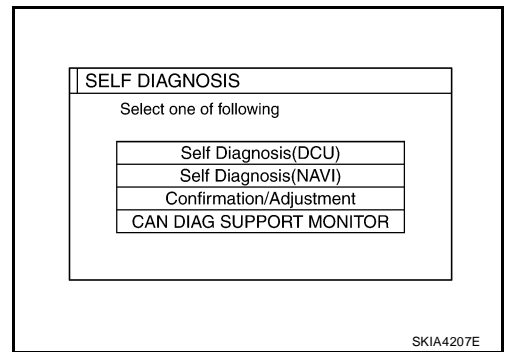 SELF DIAGNOSIS
Select one of following
Self Diagnosis(DCU)
Self Diagnosis(NAVI)
Confirmation/Adjustment
CAN DIAG SUPPORT MONITOR
SKIA4207E